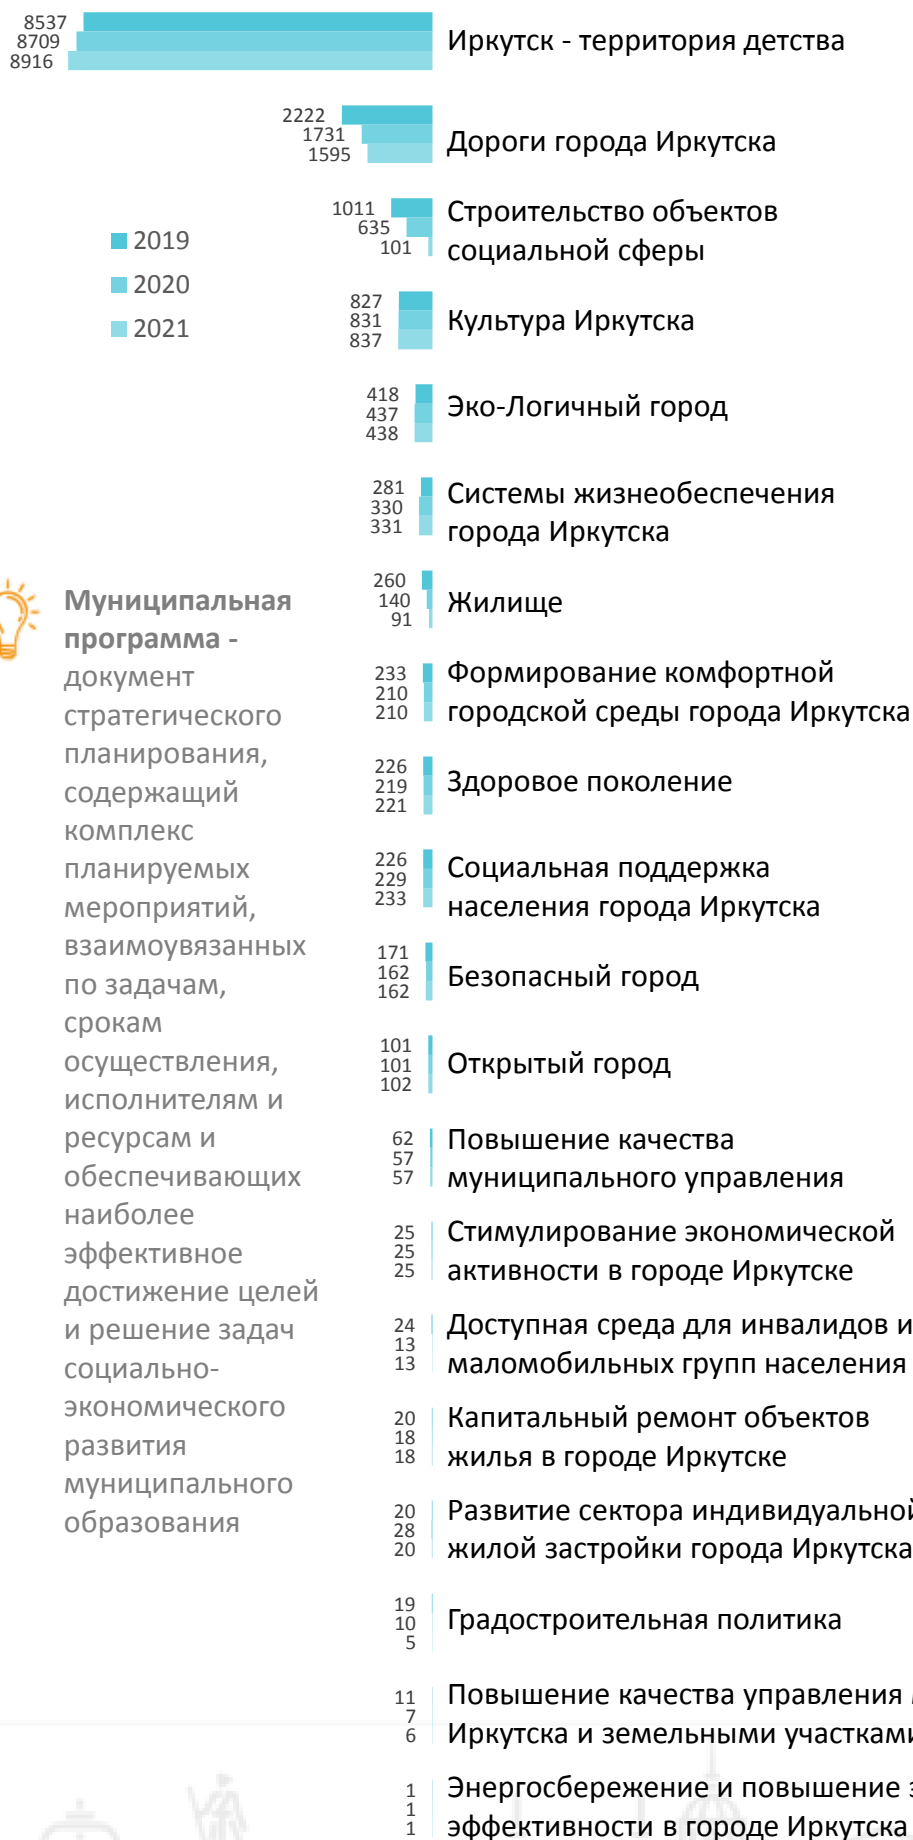 8537
8709
8916
Иркутск - территория детства
2222
1731
1595
Дороги города Иркутска
1011
635
101
Строительство объектов
социальной сферы
2019
2020
2021
827
831
837
Культура Иркутска
418
437
438
Эко-Логичный город
281
330
331
Системы жизнеобеспечения
города Иркутска
260
140
91
Жилище
Муниципальная
программа -
документ
стратегического
планирования,
содержащий
комплекс
планируемых
мероприятий,
взаимоувязанных
по задачам,
срокам
осуществления,
исполнителям и
ресурсам и
обеспечивающих
наиболее
эффективное
достижение целей
и решение задач
социально-
экономического
развития
муниципального
образования
233
210
210
Формирование комфортной
городской среды города Иркутска
226
219
221
Здоровое поколение
226
229
233
Социальная поддержка
населения города Иркутска
171
162
162
Безопасный город
101
101
102
Открытый город
62
57
57
Повышение качества
муниципального управления
25
25
25
Стимулирование экономической
активности в городе Иркутске
24
13
13
Доступная среда для инвалидов и
маломобильных групп населения
20
18
18
Капитальный ремонт объектов
жилья в городе Иркутске
20
28
20
Развитие сектора индивидуальной
жилой застройки города Иркутска
19
10
5
Градостроительная политика
11
7
6
Повышение качества управления
Иркутска и земельными участками
1
1
1
Энергосбережение и повышение
эффективности в городе Иркутска